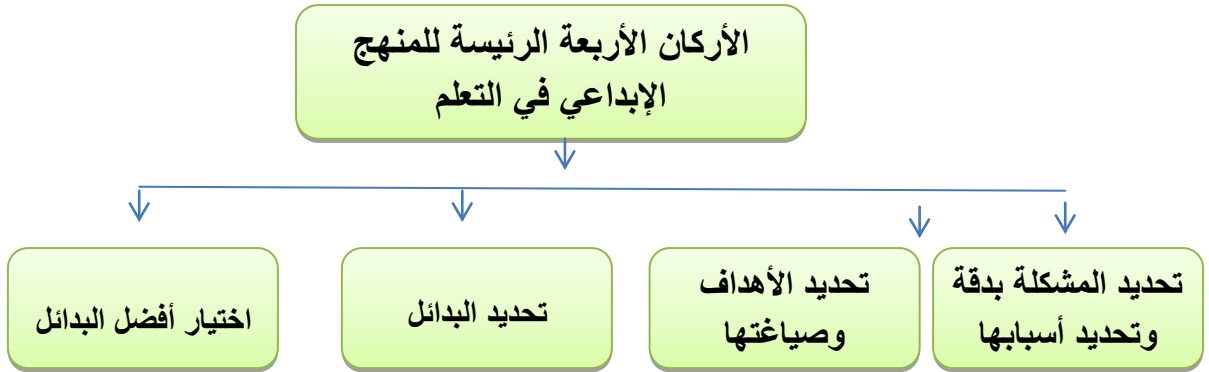 الأركان الأربعة الرئيسة للمنهج
الإبداعي في التعلم
تحديد المشكلة بدقة
وتحديد أسبابها
تحديد الأهداف
وصياغتها
تحديد البدائل
اختيار أفضل البدائل